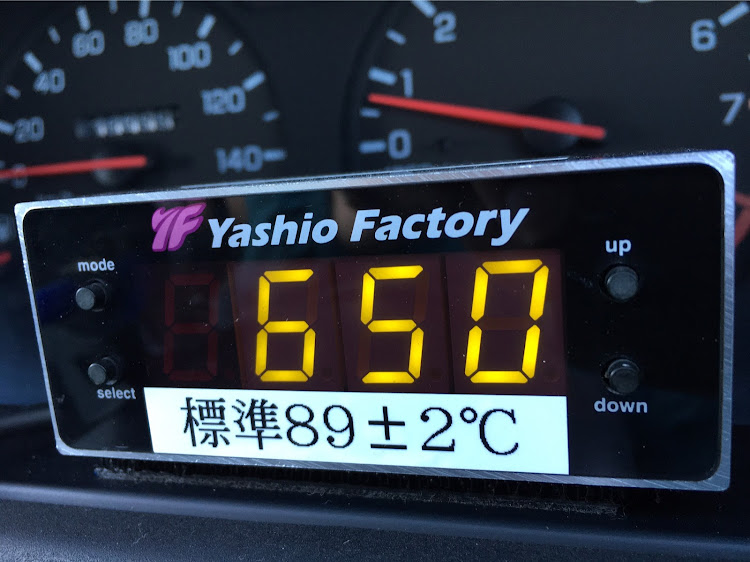 20 40 60 80 100 120 140
0 1 2 6 7
YF Yashio Factory
mode
up
650
select
down
標準89±2℃